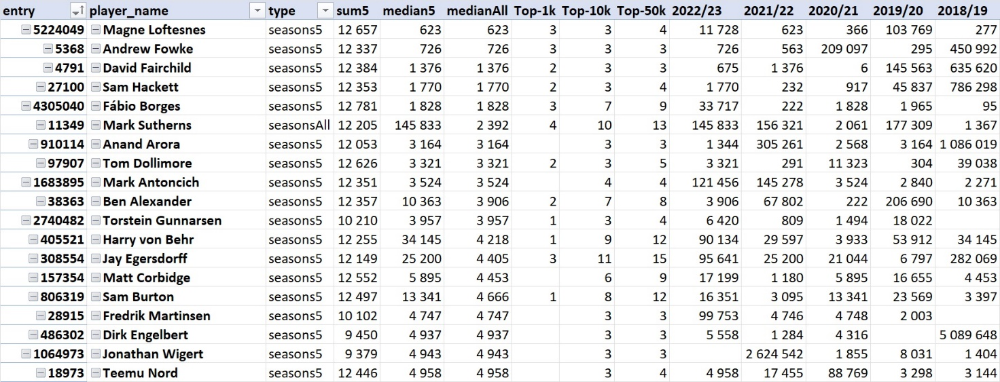 entry player_name type sum5 median5 medianAll Top-1k Top-10k Top-50k 2022/23 2021/22 2020/21 2019/20 2018/19
5224049 Magne Loftesnes seasons5 12 657 623 623 3 3 4 11 728 623 366 103 769 277
5368 Andrew Fowke seasons5 12 337 726 726 3 3 3 726 563 209 097 295 450 992
4791 David Fairchild seasons5 12 384 1 376 1 376 2 3 3 675 1 376 6 145 563 635 620
27100 Sam Hackett seasons5 12 353 1 770 1 770 2 3 4 1 770 232 917 45 837 786 298
4305040 Fábio Borges seasons5 12 781 1 828 1 828 3 7 9 33 717 222 1 828 1 965 95
11349 Mark Sutherns seasonsAll 12 205 145 833 2 392 4 10 13 145 833 156 321 2 061 177 309 1 367
910114 Anand Arora seasons5 12 053 3 164 3 164 3 3 1 344 305 261 2 568 3 164 1 086 019
97907 Tom Dollimore seasons5 12 626 3 321 3 321 2 3 5 3 321 291 11 323 304 39 038
1683895 Mark Antoncich seasons5 12 351 3 524 3 524 4 4 121 456 145 278 3 524 2 840 2 271
38363 Ben Alexander seasons5 12 357 10 363 3 906 2 7 8 3 906 67 802 222 206 690 10 363
2740482 Torstein Gunnarsen seasons5 10 210 3 957 3 957 1 3 4 6 420 809 1 494 18 022
405521 Harry von Behr seasons5 12 255 34 145 4 218 1 9 12 90 134 29 597 3 933 53 912 34 145
308554 Jay Egersdorff seasons5 12 149 25 200 4 405 3 11 15 95 641 25 200 21 044 6 797 282 069
157354 Matt Corbidge seasons5 12 552 5 895 4 453 6 9 17 199 1 180 5 895 16 655 4 453
806319 Sam Burton seasons5 12 497 13 341 4 666 1 8 12 16 351 3 095 13 341 23 569 3 397
28915 Fredrik Martinsen seasons5 10 102 4 747 4 747 3 3 99 753 4 746 4 748 2 003
486302 Dirk Engelbert seasons5 9 450 4 937 4 937 3 3 5 558 1 284 4 316 5 089 648
1064973 Jonathan Wigert seasons5 9 379 4 943 4 943 3 3 2 624 542 1 855 8 031 1 404
18973 Teemu Nord seasons5 12 446 4 958 4 958 3 4 4 958 17 455 88 769 3 298 3 144